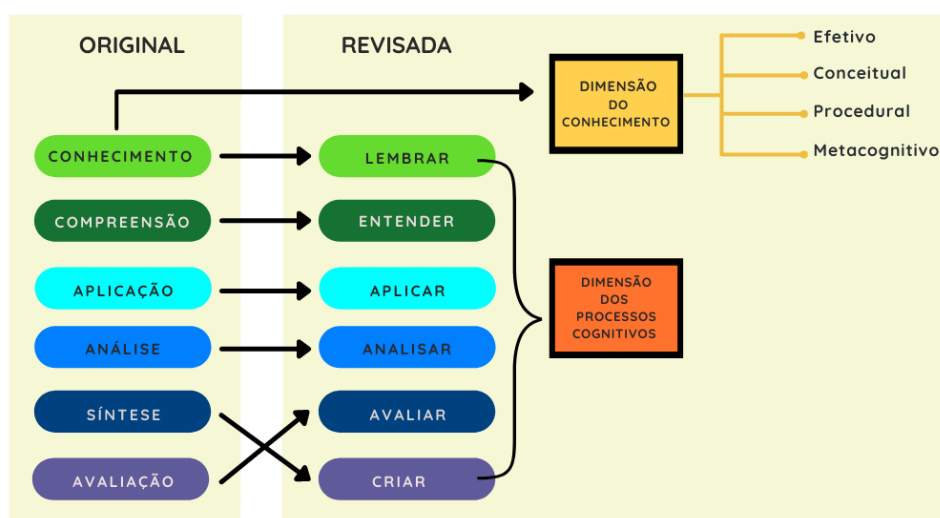 ORIGINAL
REVISADA
CONHECIMENTO
COMPREENSÃO
APLICAÇÃO
ANÁLISE
SÍNTESE
AVALIAÇÃO
LEMBRAR
ENTENDER
APLICAR
ANALISAR
AVALIAR
CRIAR
DIMENSÃO
DO
CONHECIMENTO
Efetivo
Conceitual
Procedural
Metacognitivo
DIMENSÃO
DOS
PROCESSOS
COGNITIVOS